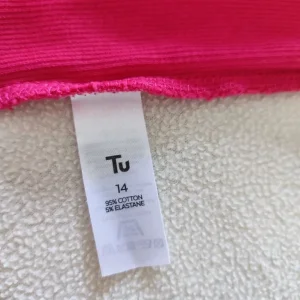 Tu
14
95% COTTON
5% ELASTANE